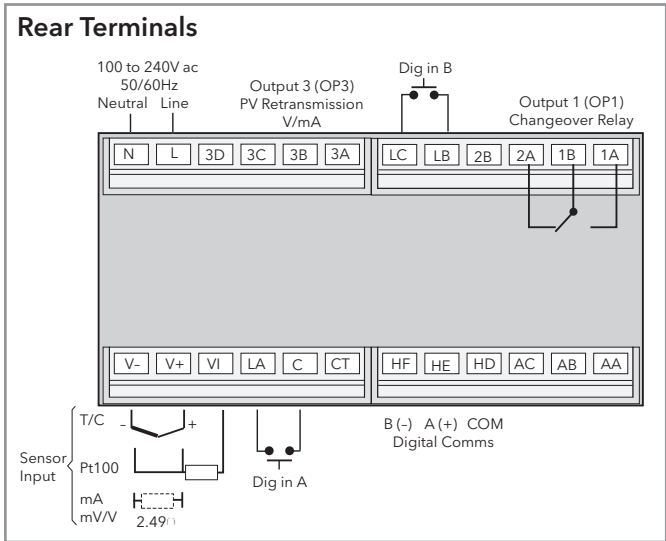 Rear Terminals
100 to 240V ac
50/60Hz
Neutral Line
Output 3 (OP3)
PV Retransmission
V/mA
Dig in B
Output 1 (OP1)
Changeover Relay
N L 3D 3C 3B 3A LC LB 2B 2A 1B 1A
V- V+ VI LA C CT HF HE HD AC AB AA
T/C - +
B (-) A (+) COM
Digital Comms
Sensor
Input
Pt100
Dig in A
mA
mV/V
2.49Ω